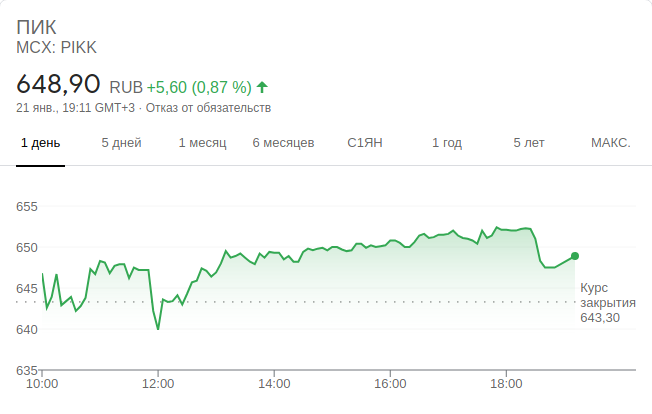 ПИК
MCX: PIKK
648,90 RUB +5,60 (0,87 %)
21 янв., 19:11 GMT+3 · Отказ от обязательств
1 день 5 дней 1 месяц 6 месяцев С1ЯН 1 год 5 лет МАКС.
655
650
645
640
635
Курс
закрытия
643,30
10:00 12:00 14:00 16:00 18:00